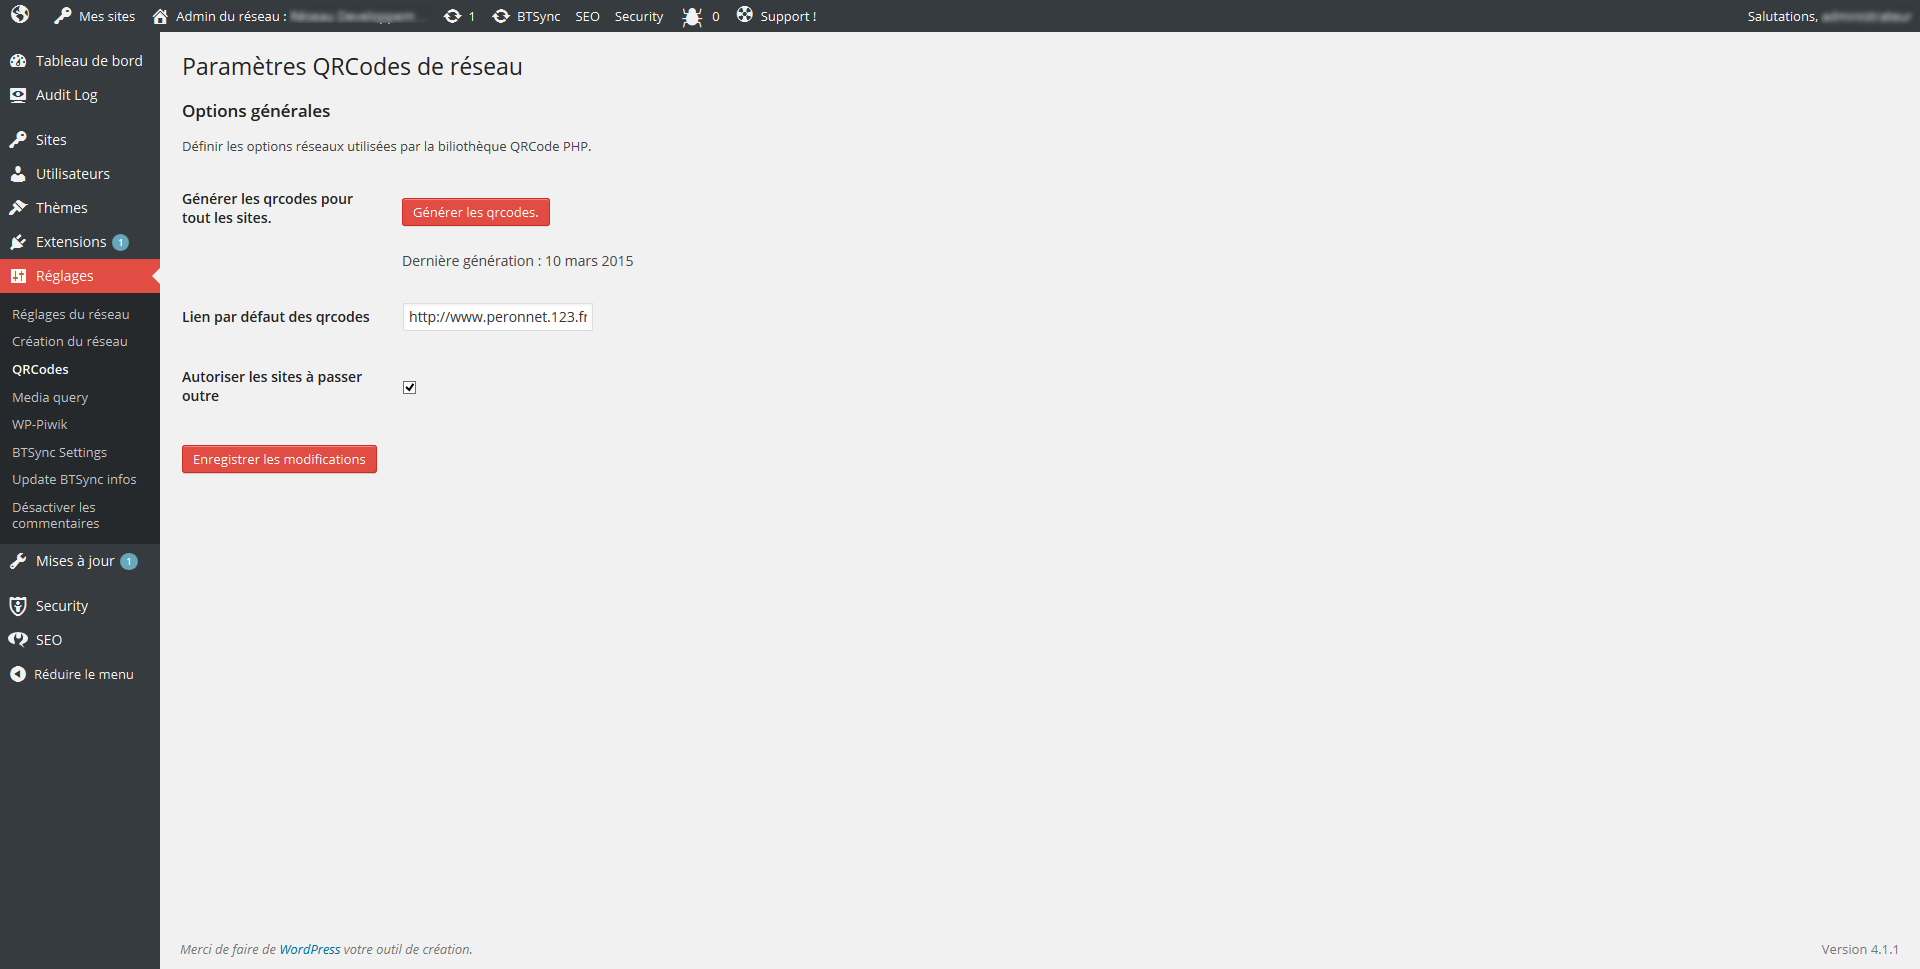 Mes sites
Admin du réseau :
1
BTSync
SEO
Security
0
Support !
Salutations,
Tableau de bord
Audit Log
Sites
Utilisateurs
Thèmes
Extensions 1
Réglages
Réglages du réseau
Création du réseau
QRCodes
Media query
WP-Piwik
BTSync Settings
Update BTSync infos
Désactiver les
commentaires
Mises à jour 1
Security
SEO
Réduire le menu
Paramètres QRCodes de réseau
Options générales
Définir les options réseaux utilisées par la biliothèque QRCode PHP.
Générer les qrcodes pour
tout les sites.
Générer les qrcodes.
Dernière génération : 10 mars 2015
Lien par défaut des qrcodes
http://www.peronnet.123.fr
Autoriser les sites à passer
outre
Enregistrer les modifications
Merci de faire de WordPress votre outil de création.
Version 4.1.1